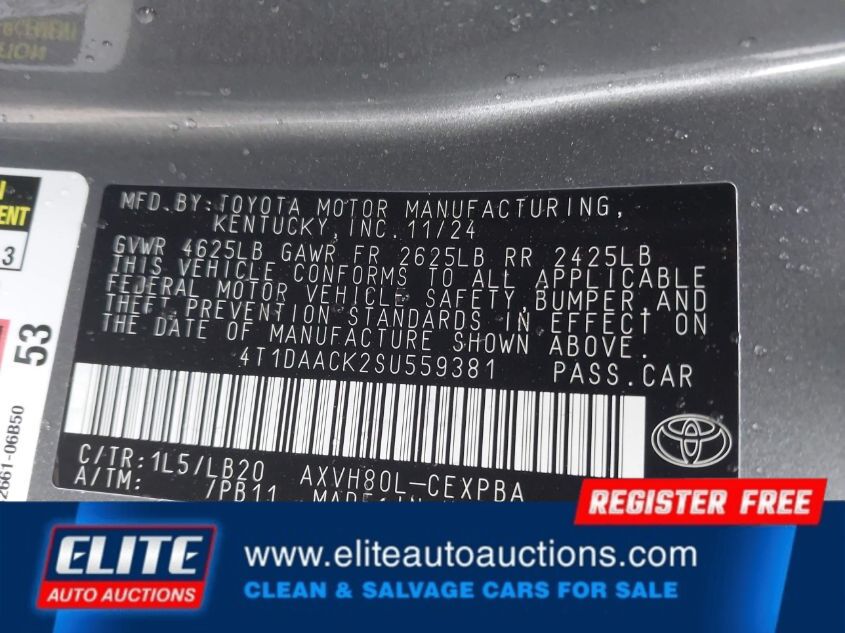 MFD.BY:TOYOTA MOTOR MANUFACTURING,
KENTUCKY, INC. 11/24
GVWR 4625LB GAWR FR 2625LB RR 2425LB
THIS VEHICLE CONFORMS TO ALL APPLICABLE
FEDERAL MOTOR VEHICLE SAFETY, BUMPER, AND
THEFT PREVENTION STANDARDS IN EFFECT ON
THE DATE OF MANUFACTURE SHOWN ABOVE.
4T1DAACK2SU559381 PASS.CAR
C/TR:1L5/LB20 AXVH80L-CEXPBA
A/TM: /PB11
53
2661-06B50
3
REGISTER FREE
ELITE
AUTO AUCTIONS
www.eliteautoauctions.com
CLEAN & SALVAGE CARS FOR SALE